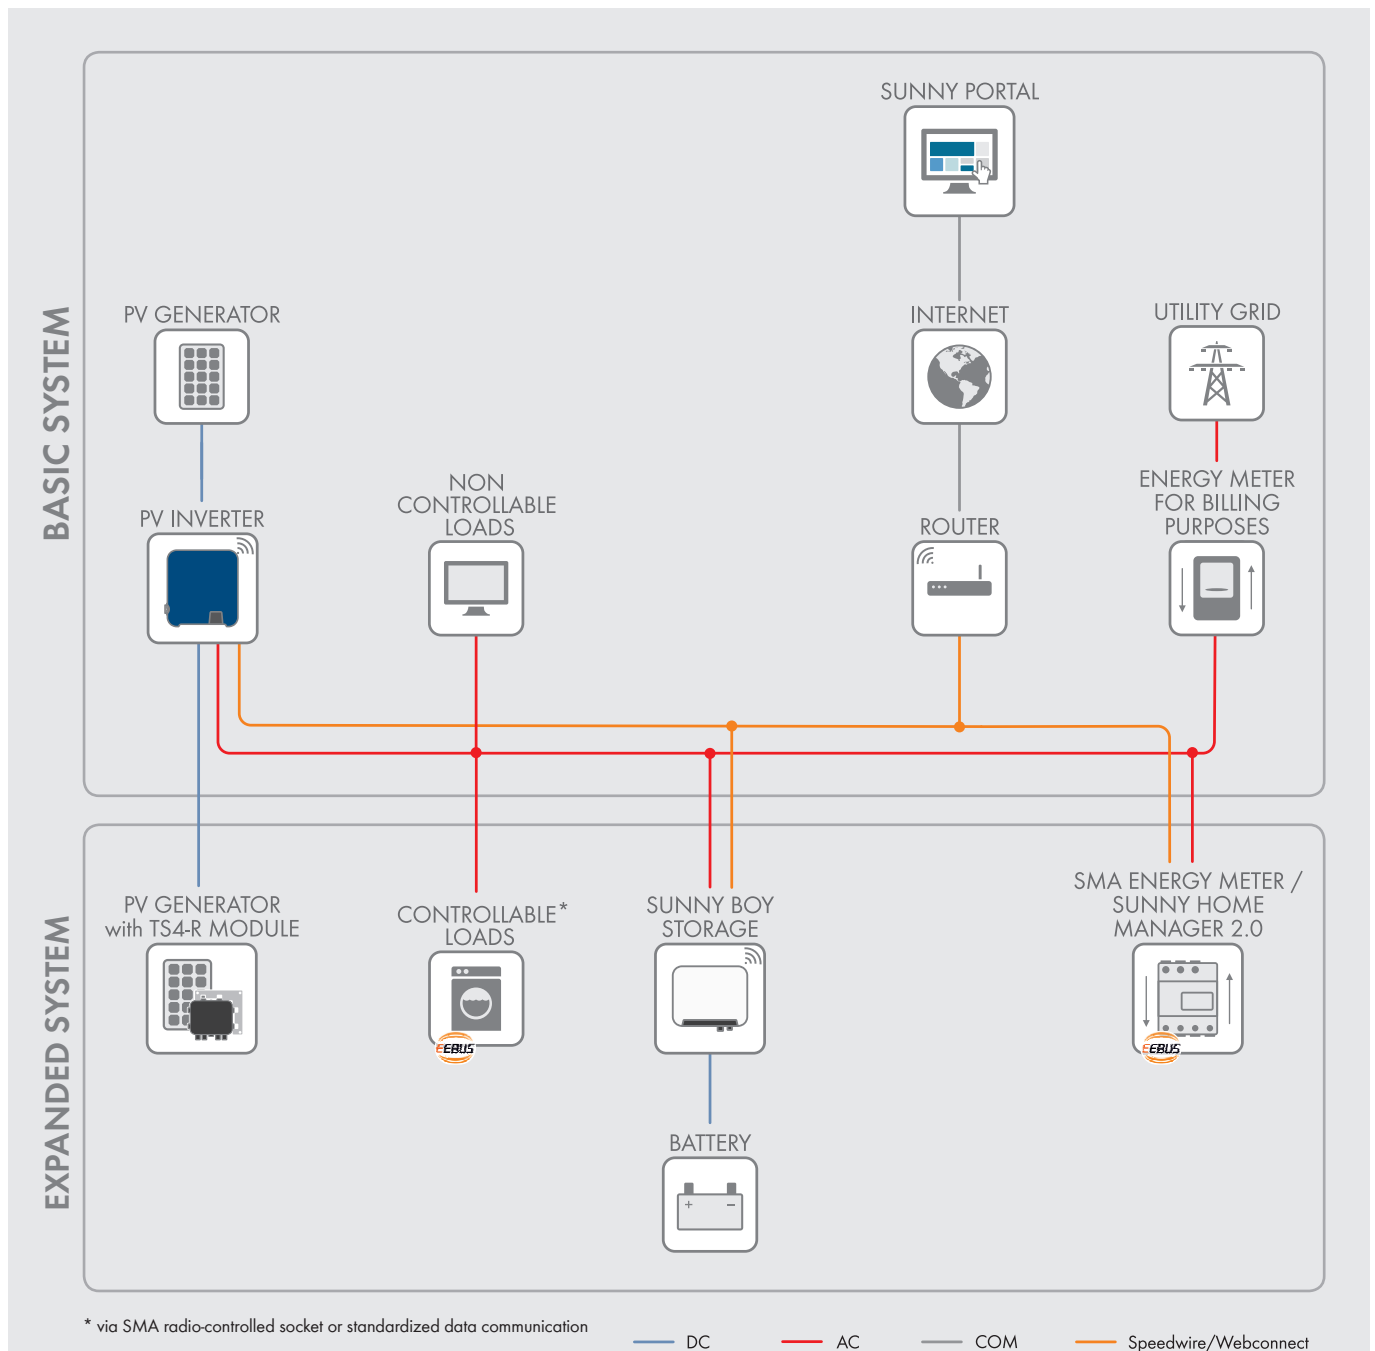 SUNNY PORTAL
PV GENERATOR
INTERNET
UTILITY GRID
BASIC SYSTEM
NON
CONTROLLABLE
LOADS
ENERGY METER
FOR BILLING
PURPOSES
PV INVERTER
ROUTER
EXPANDED SYSTEM
PV GENERATOR
with TS4-R MODULE
CONTROLLABLE*
LOADS
SUNNY BOY
STORAGE
SMA ENERGY METER /
SUNNY HOME
MANAGER 2.0
EEBUS
EEBUS
BATTERY
+ −
* via SMA radio-controlled socket or standardized data communication
DC AC COM Speedwire/Webconnect